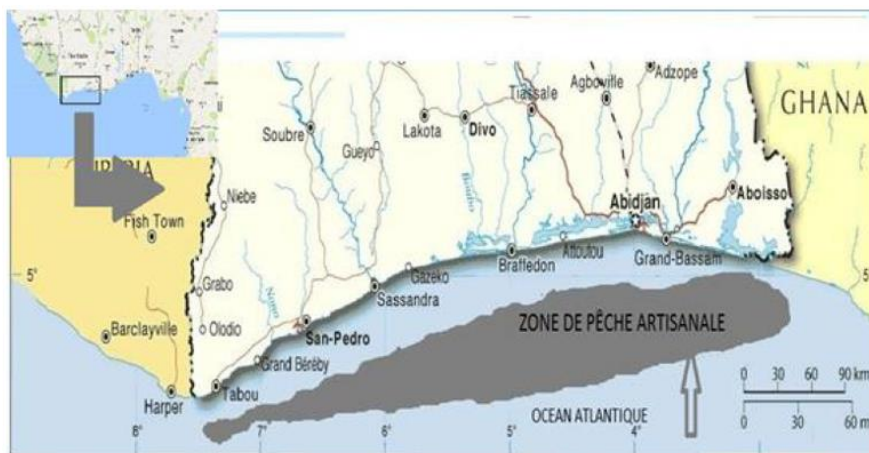 Adzope
Agboville
GHANA
Tiassale
Soubre
Lakota
Divo
Gueyo
Abidjan
Aboisso
Niebe
Fish Town
Attoutou
Grand-Bassam
Braffedon
Gazeko
5°
5°
Grabo
Nono
Sassandra
ZONE DE PÊCHE ARTISANALE
Barclayville
Olodio
San-Pedro
Grand Béréby
0 30 60 90 km
Tabou
Harper
OCEAN ATLANTIQUE
0 30 60 m
8°
7°
6°
5°
4°